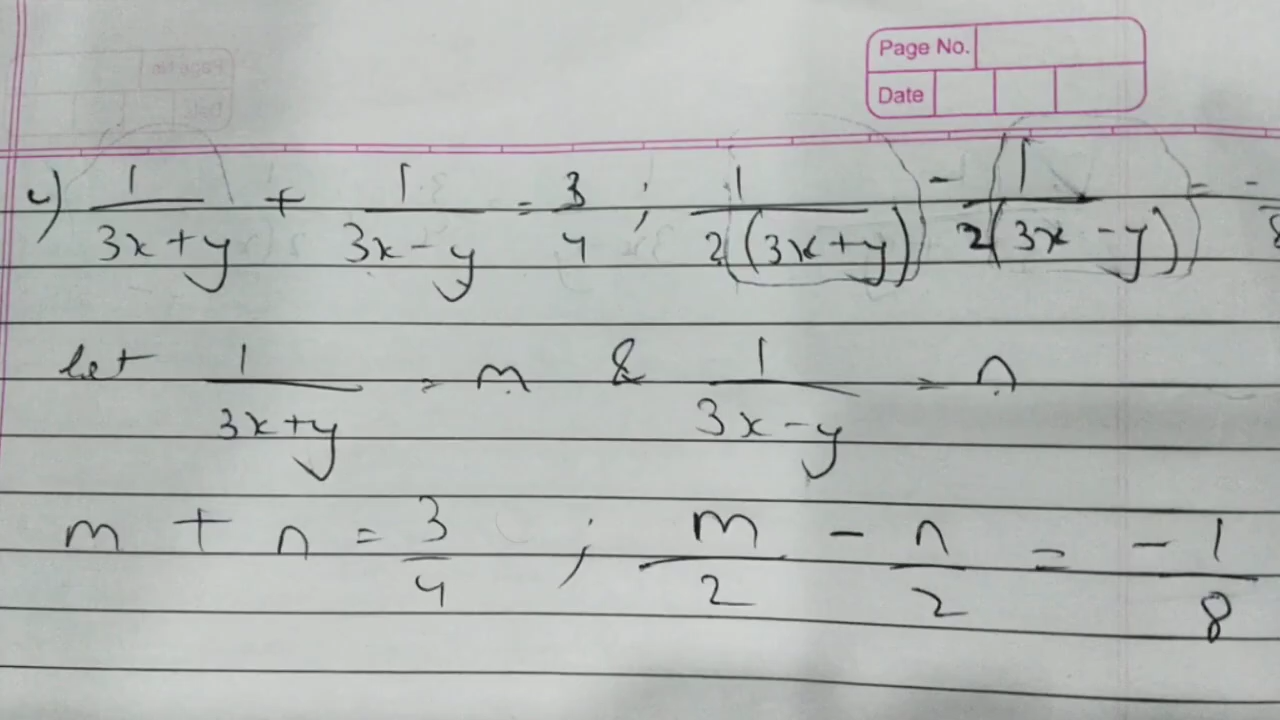 Page No.
Date
c) 1/(3x+y) + 1/(3x-y) = 3/4 ; 1/(2(3x+y)) - 1/(2(3x-y)) = -/8
let 1/(3x+y) = m & 1/(3x-y) = n
m + n = 3/4 ; m/2 - n/2 = -1/8